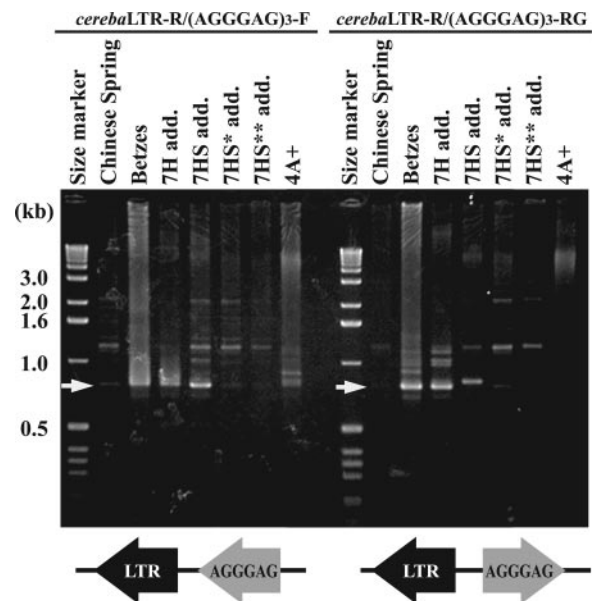 cerebaLTR-R/(AGGGAG)3-F
cerebaLTR-R/(AGGGAG)3-RG
Size marker
Chinese Spring
Betzes
7H add.
7HS add.
7HS* add.
7HS** add.
4A+
Size marker
Chinese Spring
Betzes
7H add.
7HS add.
7HS* add.
7HS** add.
4A+
(kb)
3.0
2.0
1.6
1.0
0.5
LTR
AGGGAG
LTR
AGGGAG